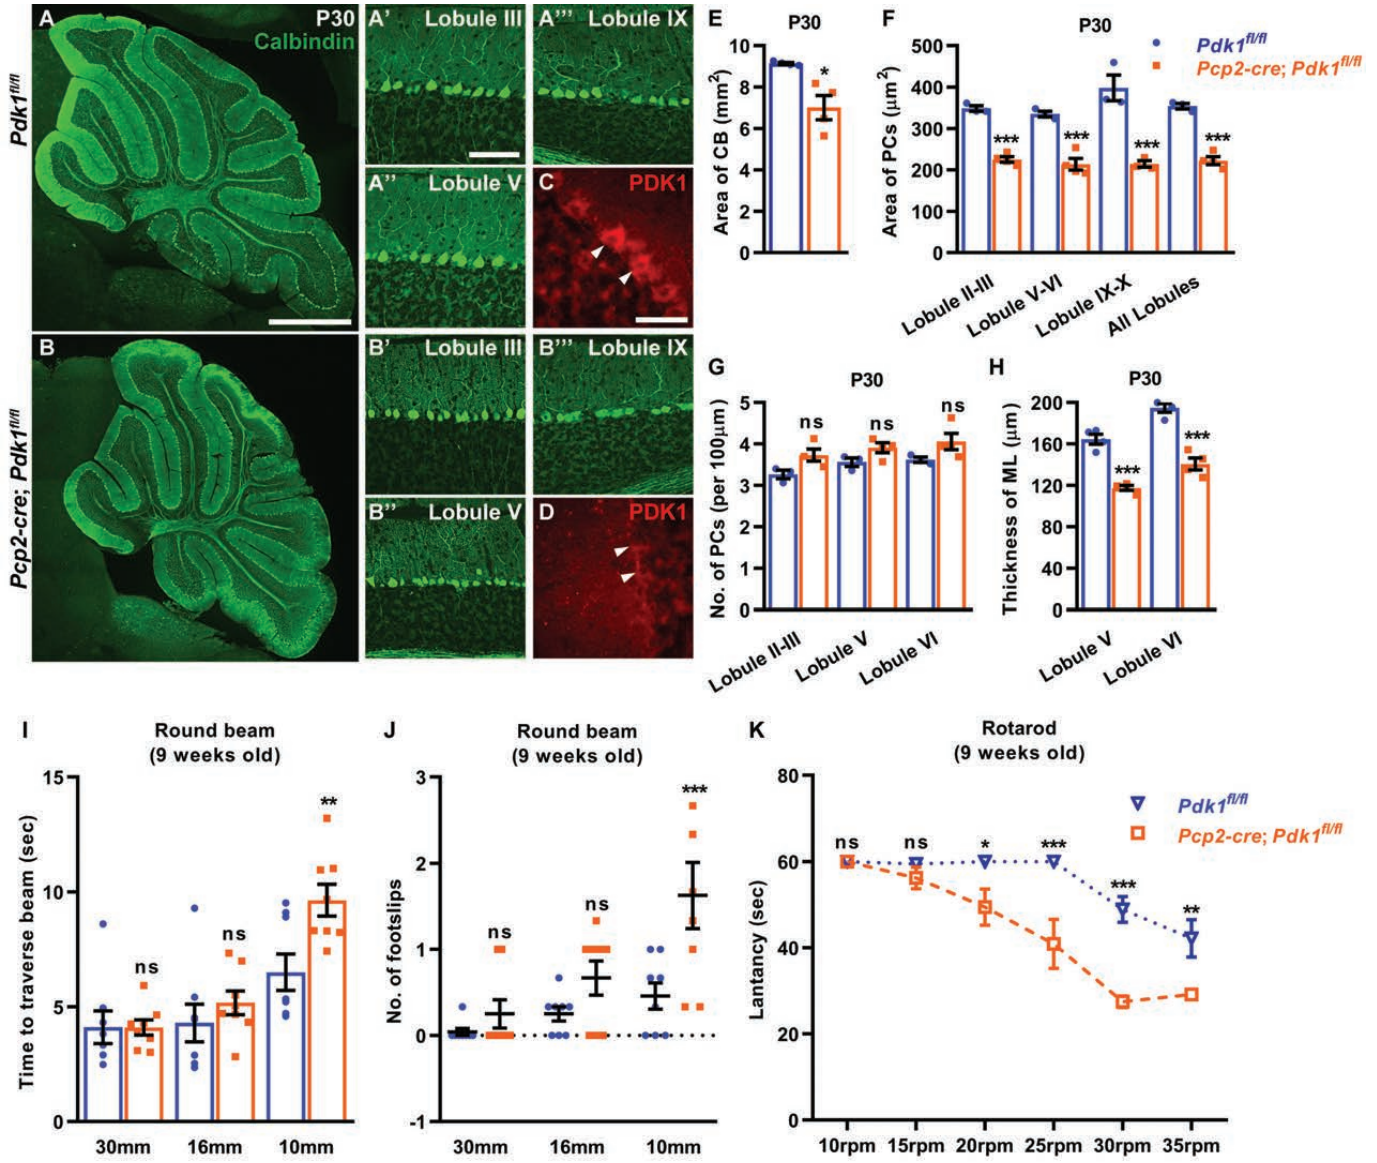 A
P30
Calbindin
Pdk1fl/fl
A' Lobule III
A''' Lobule IX
A'' Lobule V
C PDK1
B
Pcp2-cre; Pdk1fl/fl
B' Lobule III
B''' Lobule IX
B'' Lobule V
D PDK1
E
P30
Area of CB (mm2)
10
8
6
4
2
0
*
F
P30
Pdk1fl/fl
Pcp2-cre; Pdk1fl/fl
Area of PCs (μm2)
500
400
300
200
100
0
*** *** *** ***
Lobule II-III
Lobule V-VI
Lobule IX-X
All Lobules
G
P30
No. of PCs (per 100μm)
5
4
3
2
1
0
ns ns ns
Lobule II-III
Lobule V
Lobule VI
H
P30
Thickness of ML (μm)
200
160
120
80
40
0
*** ***
Lobule V
Lobule VI
I
Round beam
(9 weeks old)
Time to traverse beam (sec)
15
10
5
0
ns ns **
30mm 16mm 10mm
J
Round beam
(9 weeks old)
No. of footslips
3
2
1
0
-1
ns ns ***
30mm 16mm 10mm
K
Rotarod
(9 weeks old)
Pdk1fl/fl
Pcp2-cre; Pdk1fl/fl
Lantancy (sec)
80
60
40
20
0
ns ns * *** *** **
10rpm 15rpm 20rpm 25rpm 30rpm 35rpm